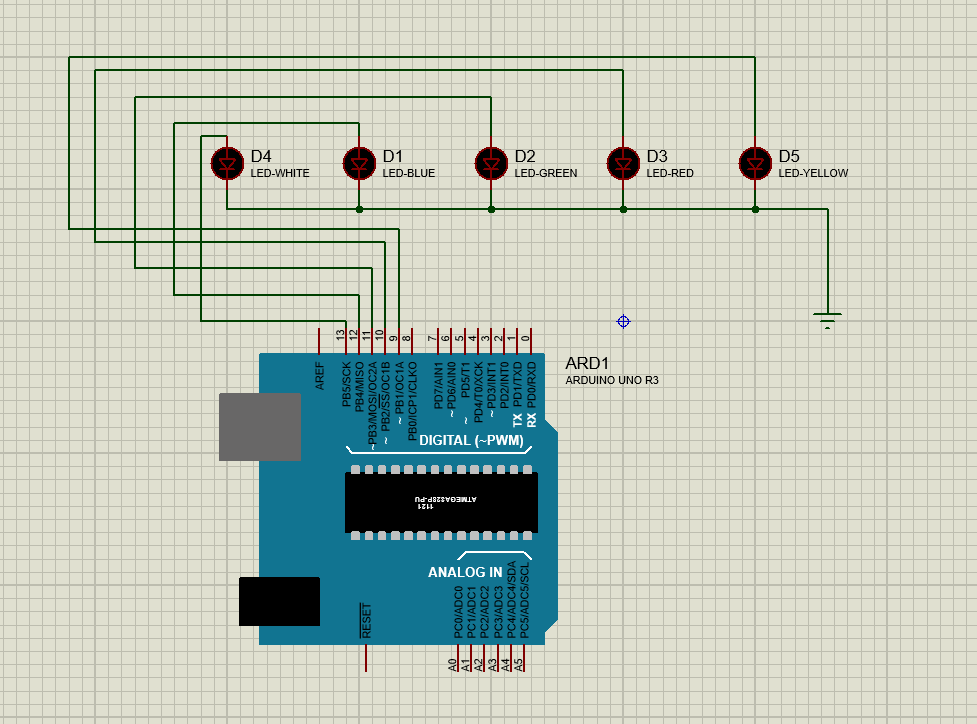 D4
LED-WHITE
D1
LED-BLUE
D2
LED-GREEN
D3
LED-RED
D5
LED-YELLOW
13
12
11
10
9
8
7
6
5
4
3
2
1
0
AREF
PB5/SCK
PB4/MISO
~PB3/MOSI/OC2A
~ PB2/SS/OC1B
~ PB1/OC1A
PB0/ICP1/CLKO
PD7/AIN1
~ PD6/AIN0
~ PD5/T1
PD4/T0/XCK
~ PD3/INT1
PD2/INT0
TX PD1/TXD
RX PD0/RXD
ARD1
ARDUINO UNO R3
DIGITAL (~PWM)
ATMEGA328P-PU
1121
ANALOG IN
RESET
PC0/ADC0
PC1/ADC1
PC2/ADC2
PC3/ADC3
PC4/ADC4/SDA
PC5/ADC5/SCL
A0
A1
A2
A3
A4
A5